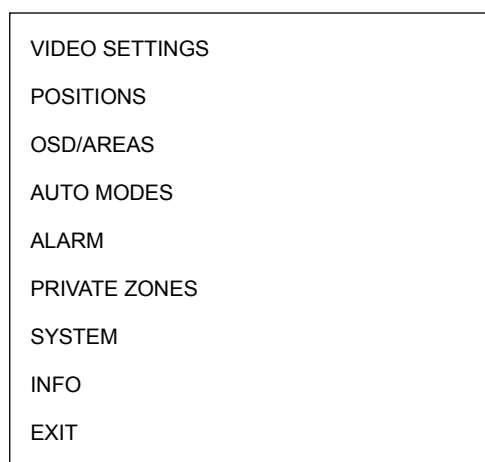 VIDEO SETTINGS
POSITIONS
OSD/AREAS
AUTO MODES
ALARM
PRIVATE ZONES
SYSTEM
INFO
EXIT